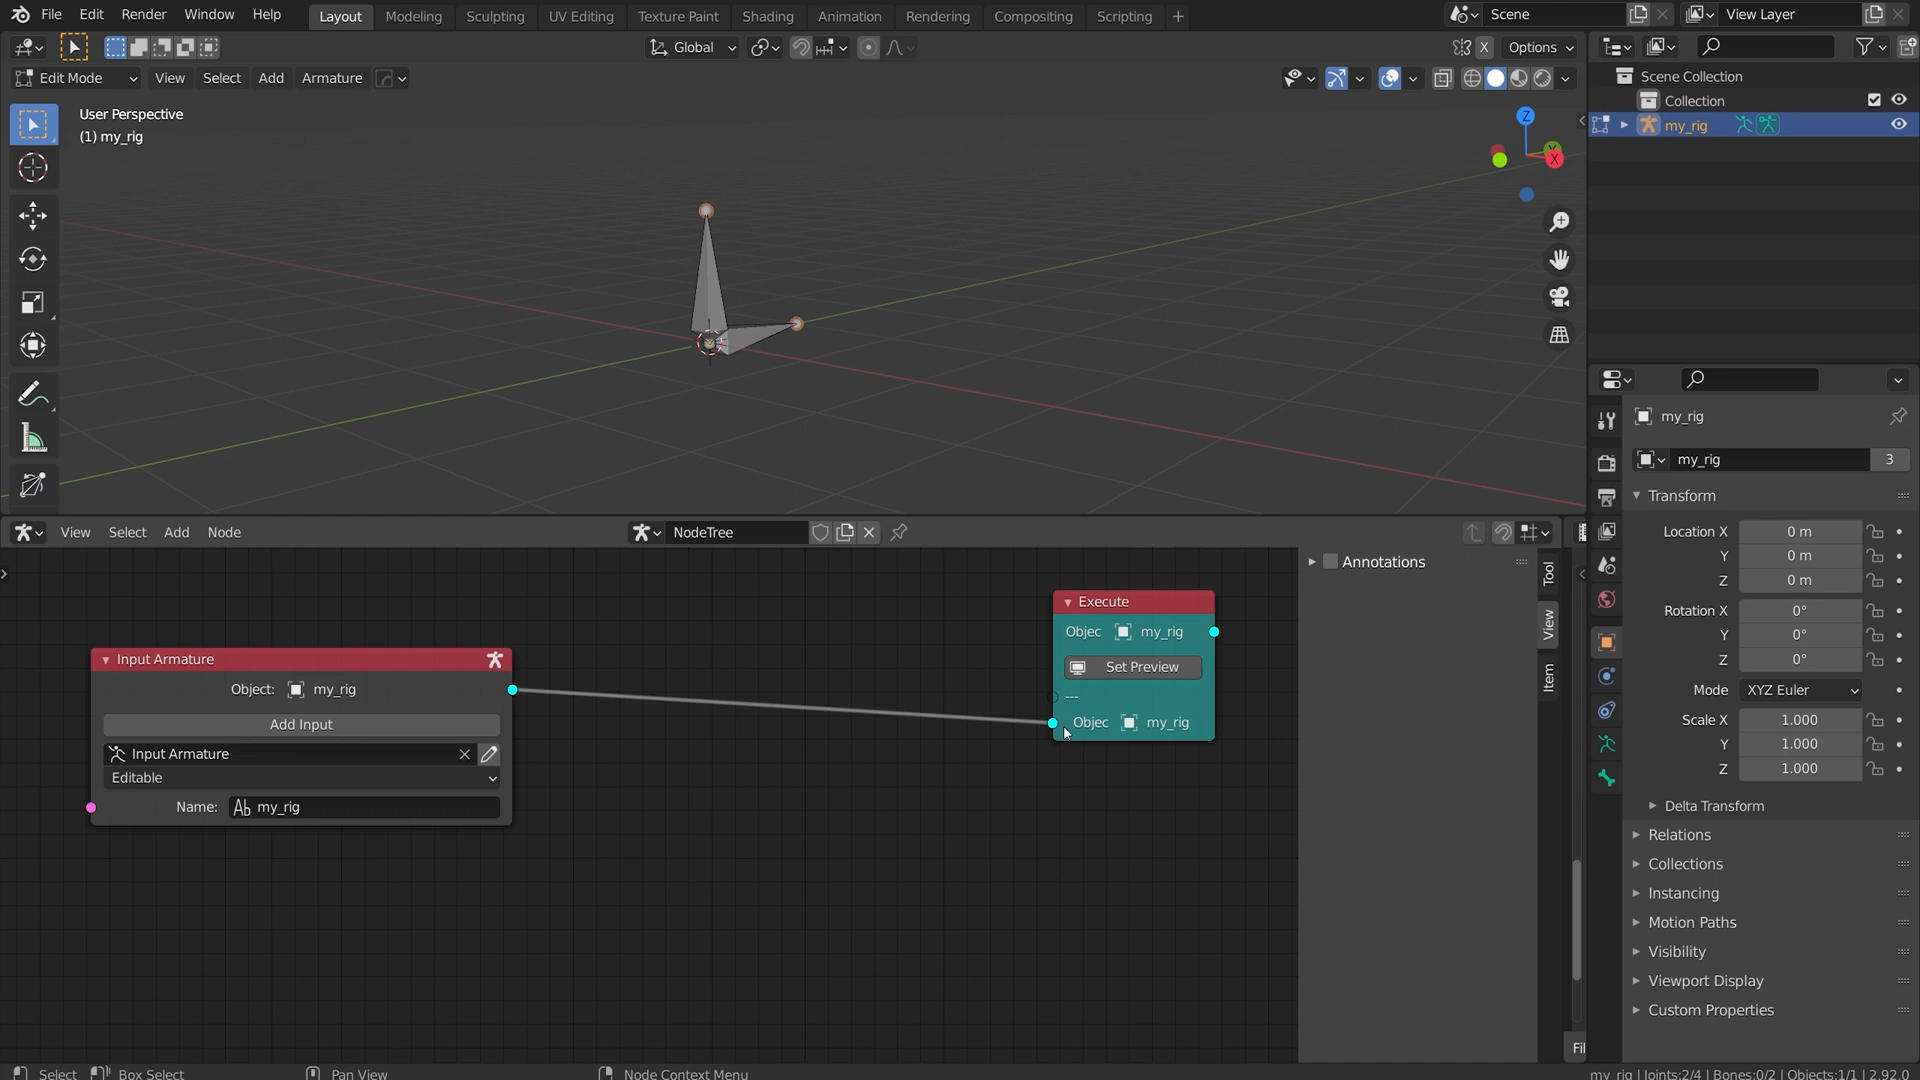 File Edit Render Window Help Layout Modeling Sculpting UV Editing Texture Paint Shading Animation Rendering Compositing Scripting + Scene View Layer
Global X Options
Edit Mode View Select Add Armature
User Perspective
(1) my_rig
Z
Y
X
Scene Collection
Collection
my_rig
my_rig
my_rig 3
Transform
Location X 0 m
Y 0 m
Z 0 m
Rotation X 0°
Y 0°
Z 0°
Mode XYZ Euler
Scale X 1.000
Y 1.000
Z 1.000
Delta Transform
Relations
Collections
Instancing
Motion Paths
Visibility
Viewport Display
Custom Properties
View Select Add Node NodeTree
Annotations
Tool
View
Item
Input Armature
Object: my_rig
Add Input
Input Armature
Editable
Name: Ab my_rig
Execute
Objec my_rig
Set Preview
---
Objec my_rig
Fil
Select Box Select Pan View Node Context Menu my_rig | Joints:2/4 | Bones:0/2 | Objects:1/1 | 2.92.0